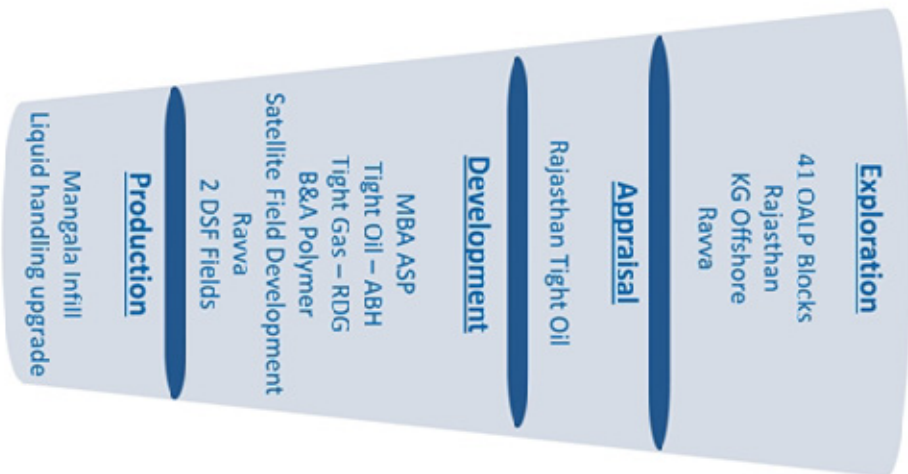 Exploration
41 OALP Blocks
Rajasthan
KG Offshore
Ravva
Appraisal
Rajasthan Tight Oil
Development
MBA ASP
Tight Oil – ABH
Tight Gas – RDG
B&A Polymer
Satellite Field Development
Ravva
2 DSF Fields
Production
Mangala Infill
Liquid handling upgrade